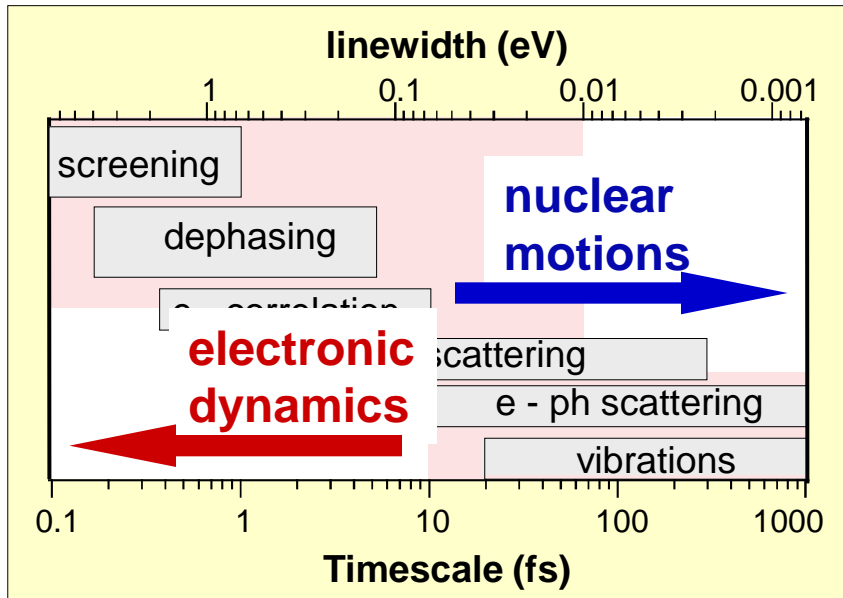 linewidth (eV)
1 0.1 0.01 0.001
screening
nuclear
motions
dephasing
correlation
electronic
dynamics
scattering
e - ph scattering
vibrations
0.1 1 10 100 1000
Timescale (fs)